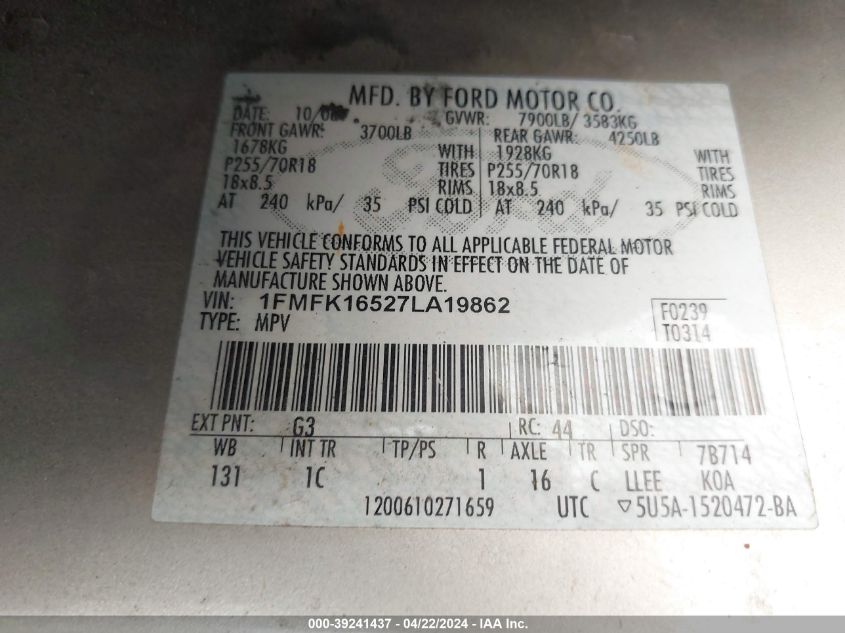 MFD. BY FORD MOTOR CO.
DATE: 10/06 GVWR: 7900LB/ 3583KG
FRONT GAWR: 3700LB REAR GAWR: 4250LB
1678KG WITH 1928KG WITH
P255/70R18 TIRES P255/70R18 TIRES
18x8.5 RIMS 18x8.5 RIMS
AT 240 kPa/ 35 PSI COLD AT 240 kPa/ 35 PSI COLD
THIS VEHICLE CONFORMS TO ALL APPLICABLE FEDERAL MOTOR
VEHICLE SAFETY STANDARDS IN EFFECT ON THE DATE OF
MANUFACTURE SHOWN ABOVE.
VIN: 1FMFK16527LA19862 F0239
TYPE: MPV T0314
EXT PNT: G3 RC: 44 DSO:
WB INT TR TP/PS R AXLE TR SPR 7B714
131 1C 1 16 C LLEE KOA
1200610271659 UTC ▽5U5A-1520472-BA
000-39241437 - 04/22/2024 - IAA Inc.